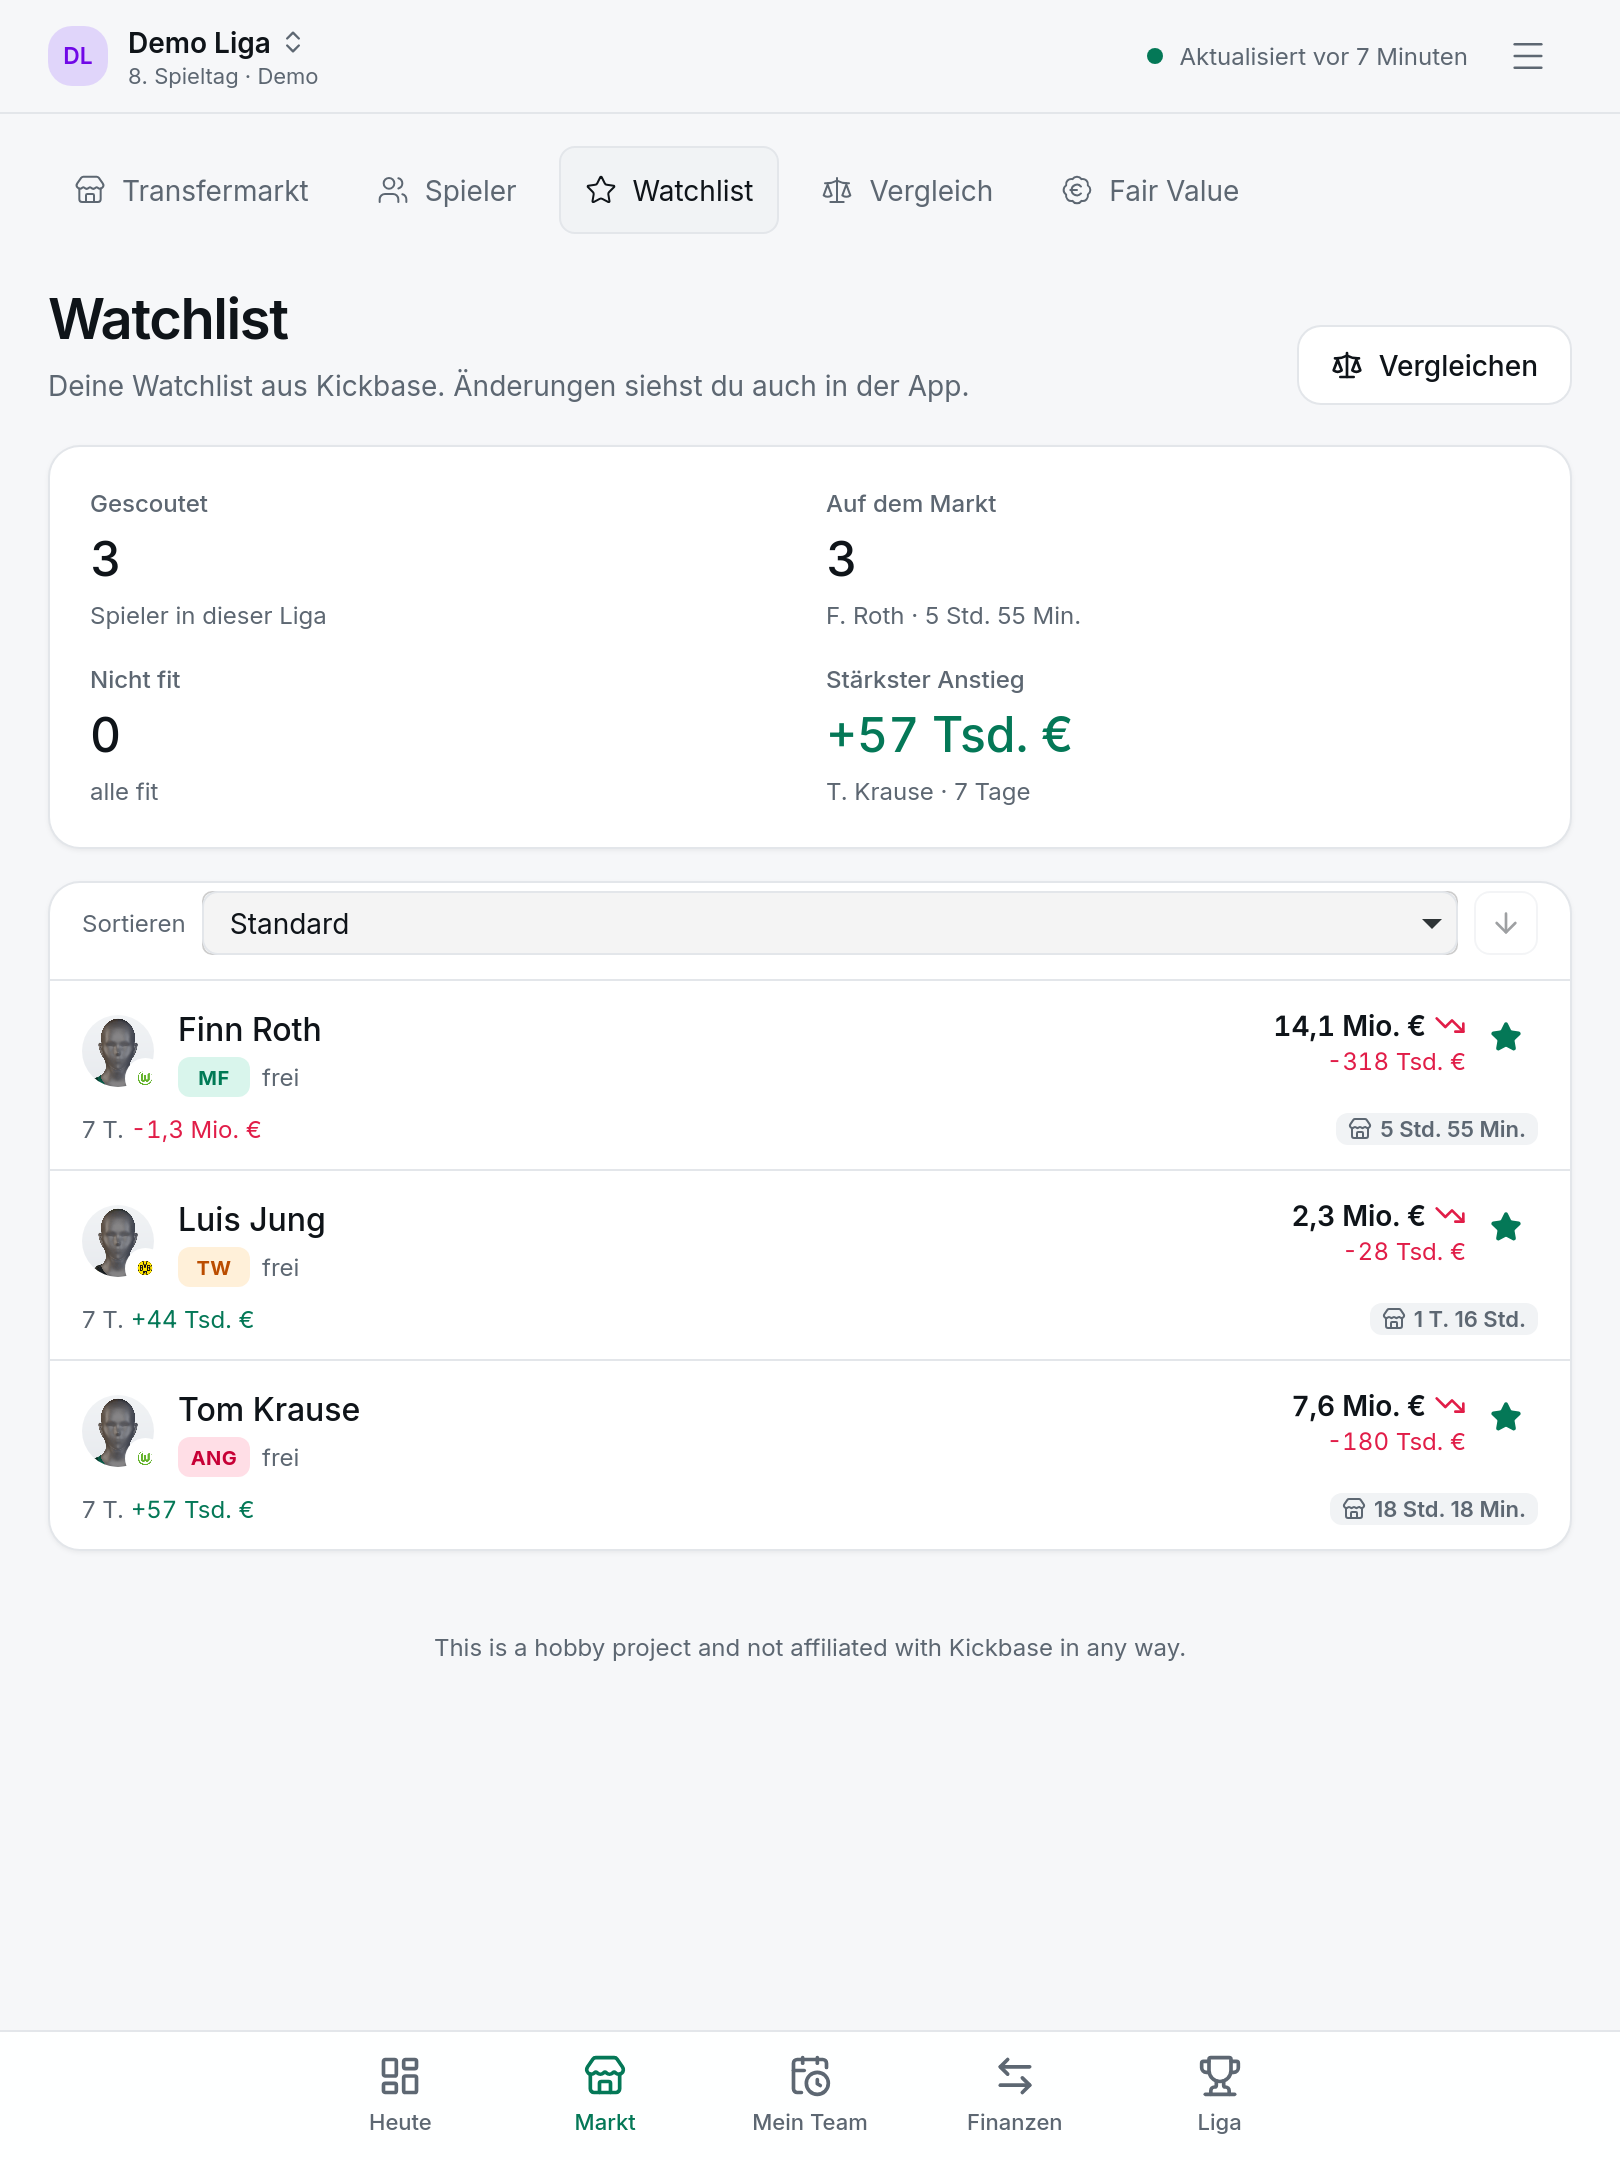 DL
Demo Liga
8. Spieltag · Demo
Aktualisiert vor 7 Minuten
Transfermarkt
Spieler
Watchlist
Vergleich
Fair Value
Watchlist
Deine Watchlist aus Kickbase. Änderungen siehst du auch in der App.
Vergleichen
Gescoutet
3
Spieler in dieser Liga
Auf dem Markt
3
F. Roth · 5 Std. 55 Min.
Nicht fit
0
alle fit
Stärkster Anstieg
+57 Tsd. €
T. Krause · 7 Tage
Sortieren
Standard
Finn Roth
MF frei
14,1 Mio. €
-318 Tsd. €
7 T. -1,3 Mio. €
5 Std. 55 Min.
Luis Jung
TW frei
2,3 Mio. €
-28 Tsd. €
7 T. +44 Tsd. €
1 T. 16 Std.
Tom Krause
ANG frei
7,6 Mio. €
-180 Tsd. €
7 T. +57 Tsd. €
18 Std. 18 Min.
This is a hobby project and not affiliated with Kickbase in any way.
Heute
Markt
Mein Team
Finanzen
Liga